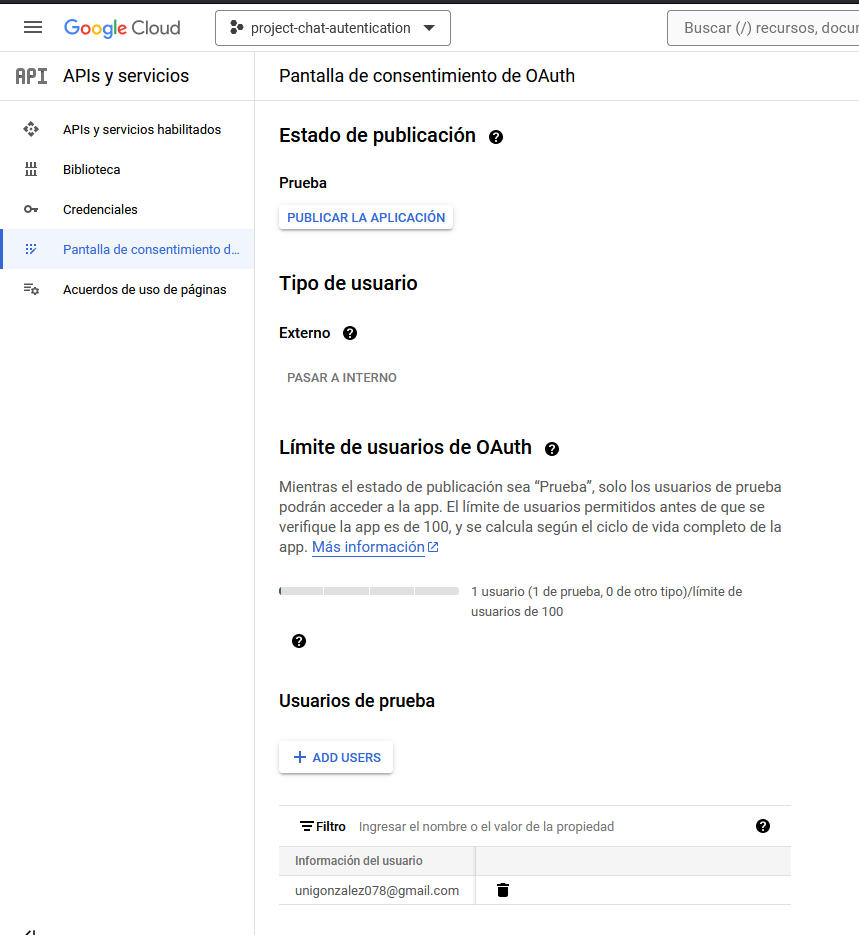 Google Cloud
project-chat-autentication
Buscar (/) recursos, docum
API APIs y servicios
Pantalla de consentimiento de OAuth
APIs y servicios habilitados
Biblioteca
Credenciales
Pantalla de consentimiento d...
Acuerdos de uso de páginas
Estado de publicación
Prueba
PUBLICAR LA APLICACIÓN
Tipo de usuario
Externo
PASAR A INTERNO
Límite de usuarios de OAuth
Mientras el estado de publicación sea “Prueba”, solo los usuarios de prueba
podrán acceder a la app. El límite de usuarios permitidos antes de que se
verifique la app es de 100, y se calcula según el ciclo de vida completo de la
app. Más información
1 usuario (1 de prueba, 0 de otro tipo)/límite de
usuarios de 100
Usuarios de prueba
+ ADD USERS
Filtro Ingresar el nombre o el valor de la propiedad
Información del usuario
unigonzalez078@gmail.com